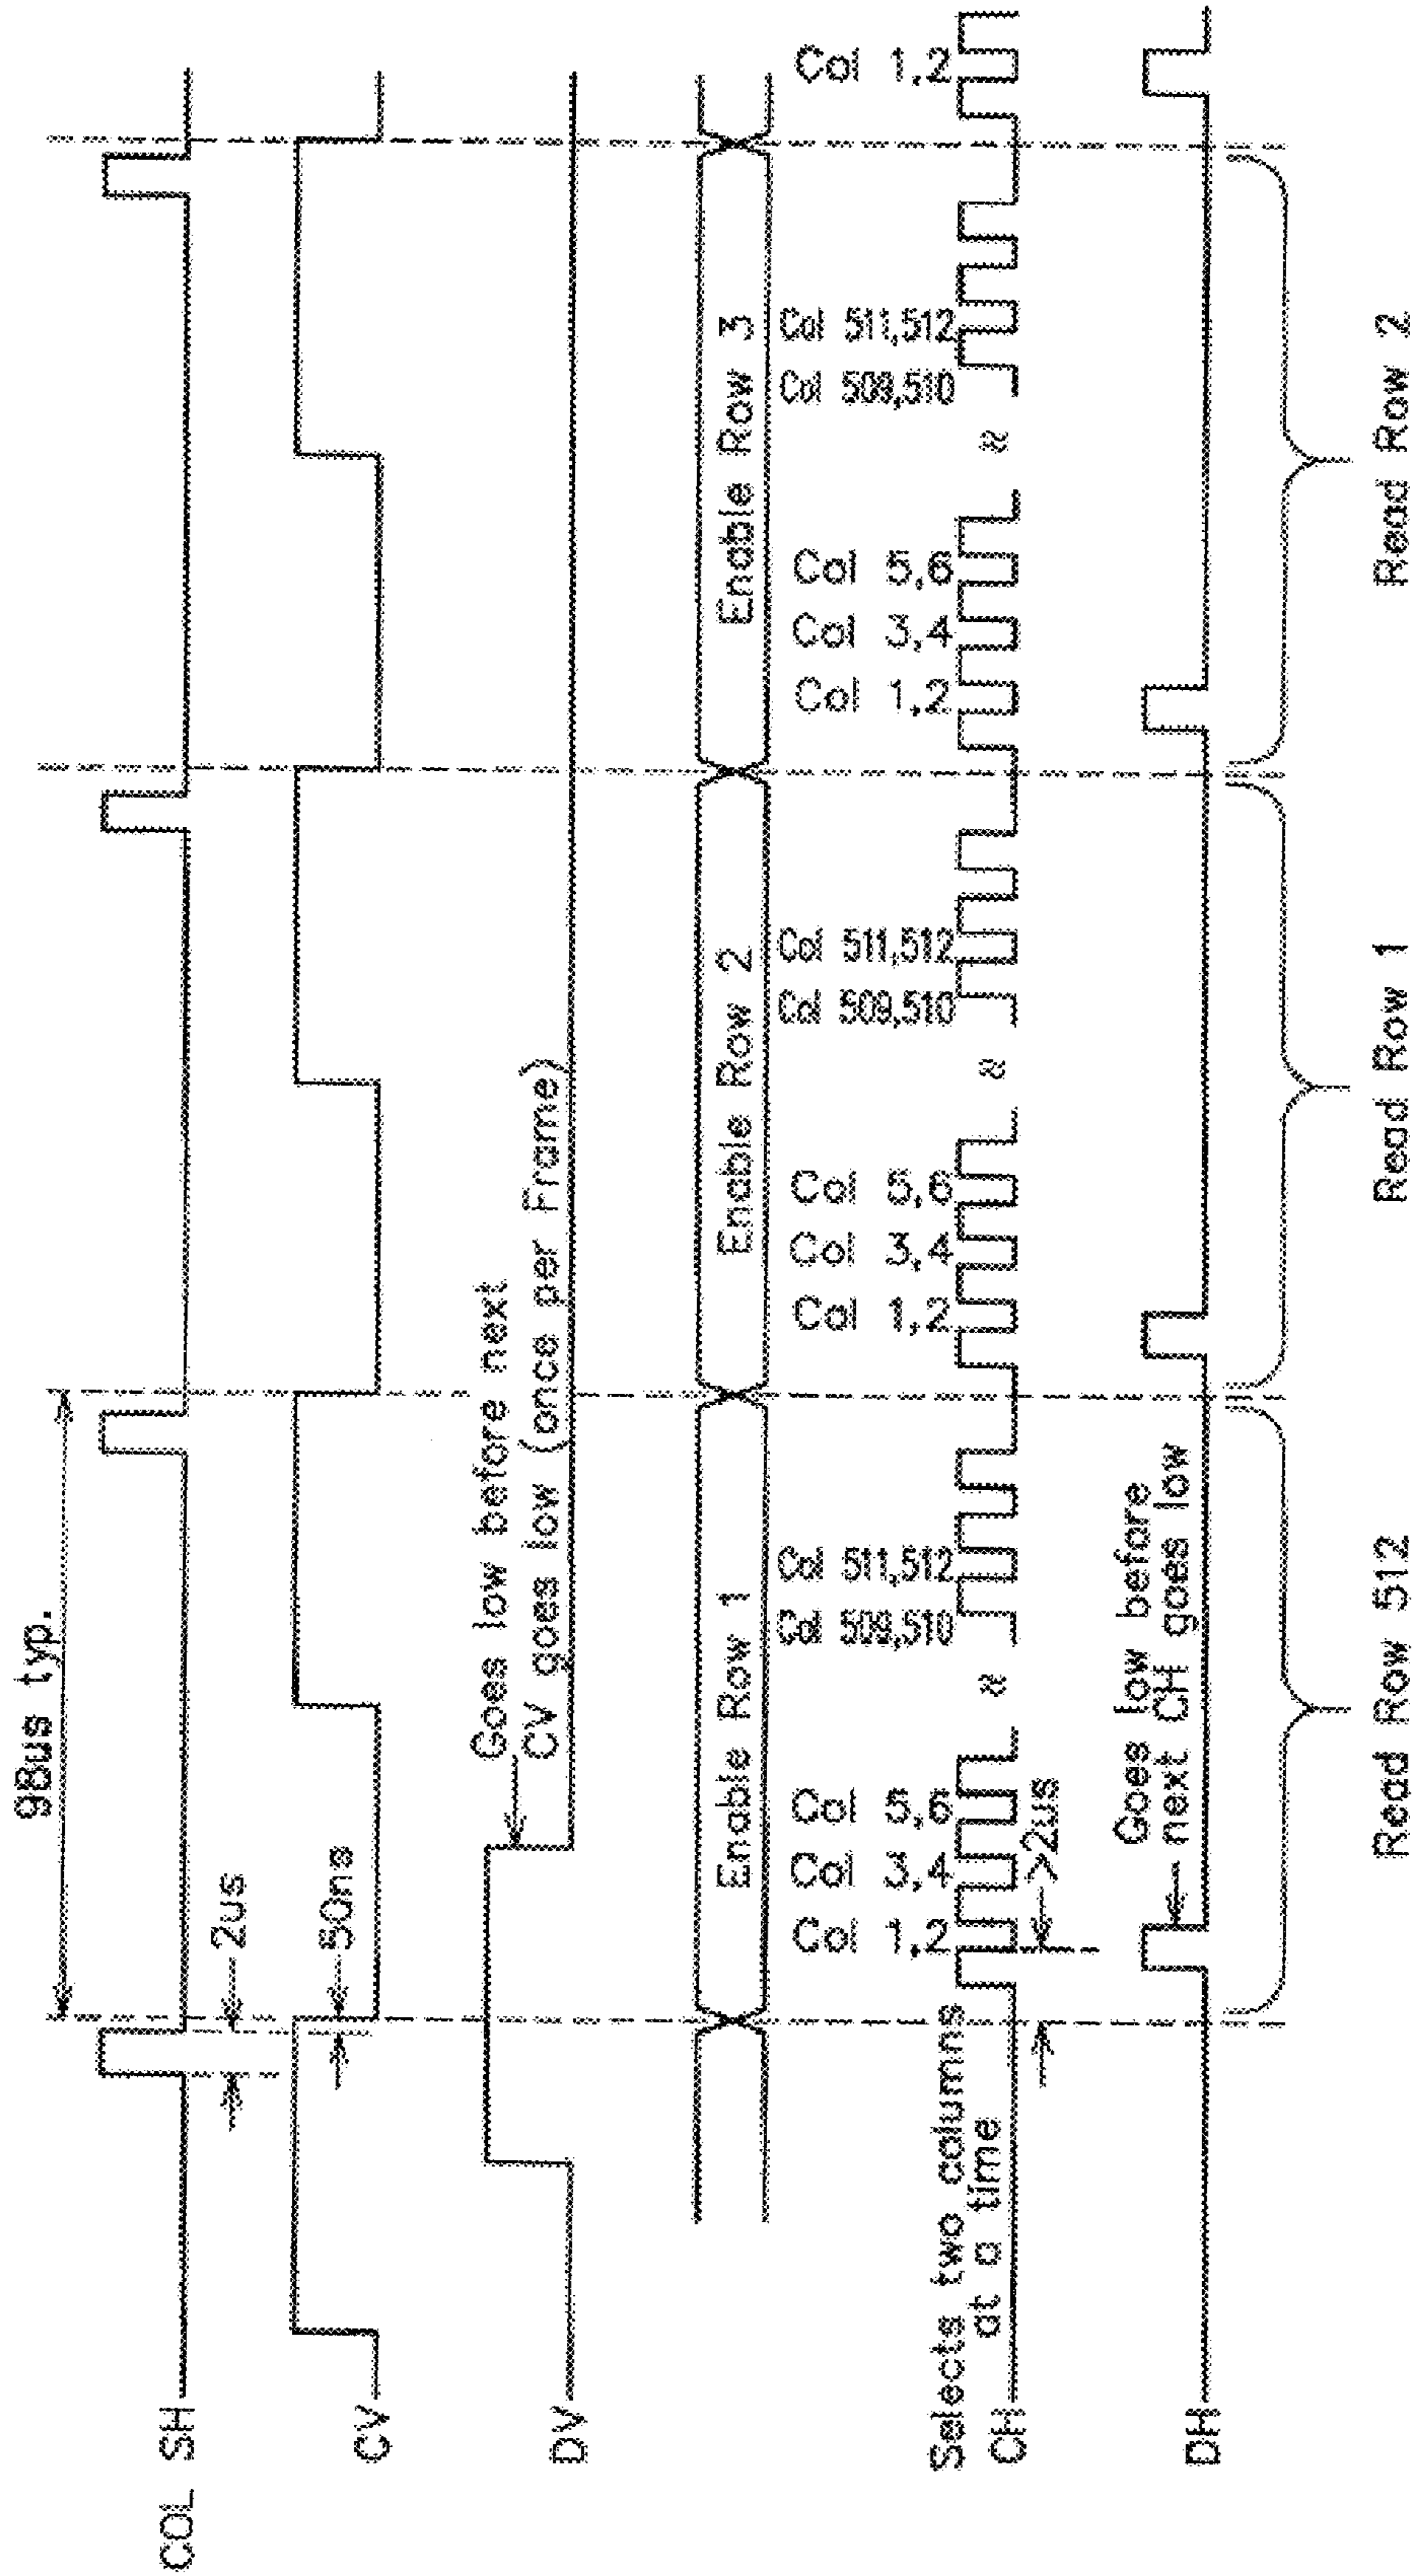 98us typ.
COL SH
2us
CV
50ns
DV
Goes low before next
CV goes low (once per Frame)
Enable Row 1
Enable Row 2
Enable Row 3
Col 1,2
Col 3,4
Col 5,6
Col 509,510
Col 511,512
Col 1,2
Col 3,4
Col 5,6
Col 509,510
Col 511,512
Col 1,2
Col 3,4
Col 5,6
Col 509,510
Col 511,512
Col 1,2
Selects two columns
at a time
CH
≈
≈
≈
>2us
DH
Goes low before
next CH goes low
Read Row 512
Read Row 1
Read Row 2